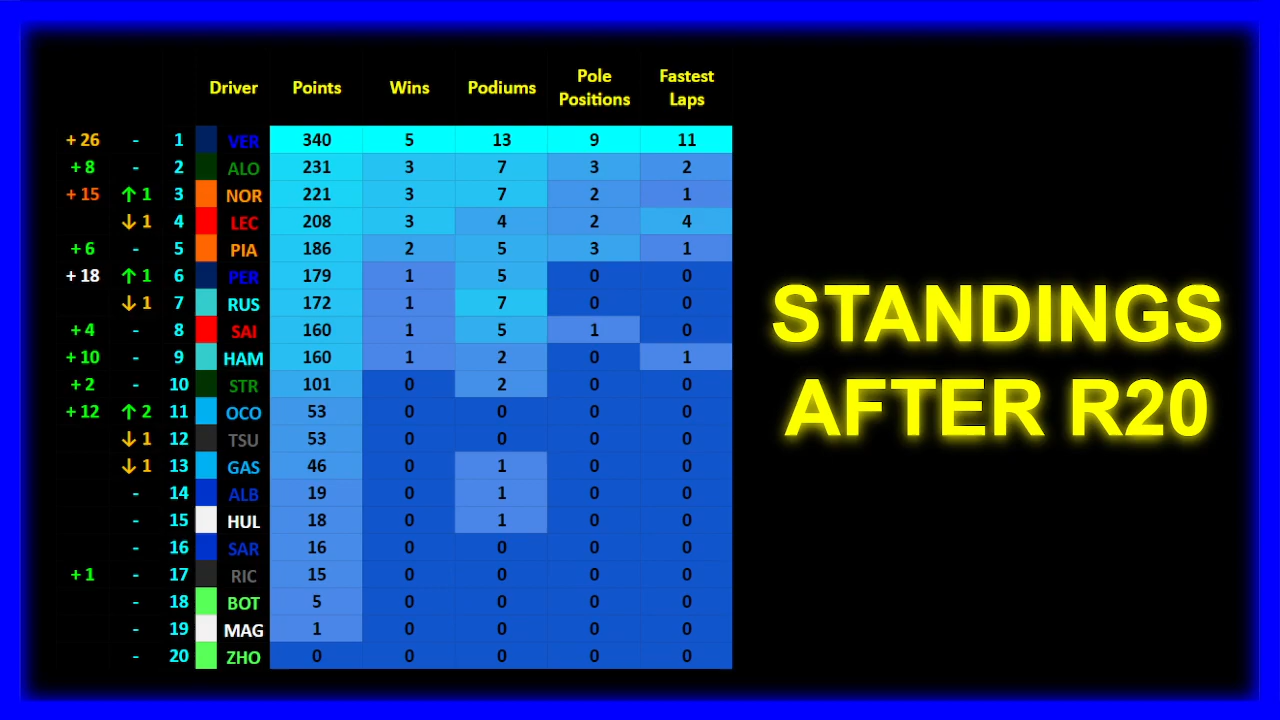 Driver Points Wins Podiums Pole Positions Fastest Laps
+ 26 - 1 VER 340 5 13 9 11
+ 8 - 2 ALO 231 3 7 3 2
+ 15 ↑ 1 3 NOR 221 3 7 2 1
↓ 1 4 LEC 208 3 4 2 4
+ 6 - 5 PIA 186 2 5 3 1
+ 18 ↑ 1 6 PER 179 1 5 0 0
↓ 1 7 RUS 172 1 7 0 0
+ 4 - 8 SAI 160 1 5 1 0
+ 10 - 9 HAM 160 1 2 0 1
+ 2 - 10 STR 101 0 2 0 0
+ 12 ↑ 2 11 OCO 53 0 0 0 0
↓ 1 12 TSU 53 0 0 0 0
↓ 1 13 GAS 46 0 1 0 0
- 14 ALB 19 0 1 0 0
- 15 HUL 18 0 1 0 0
- 16 SAR 16 0 0 0 0
+ 1 - 17 RIC 15 0 0 0 0
- 18 BOT 5 0 0 0 0
- 19 MAG 1 0 0 0 0
- 20 ZHO 0 0 0 0 0
STANDINGS
AFTER R20